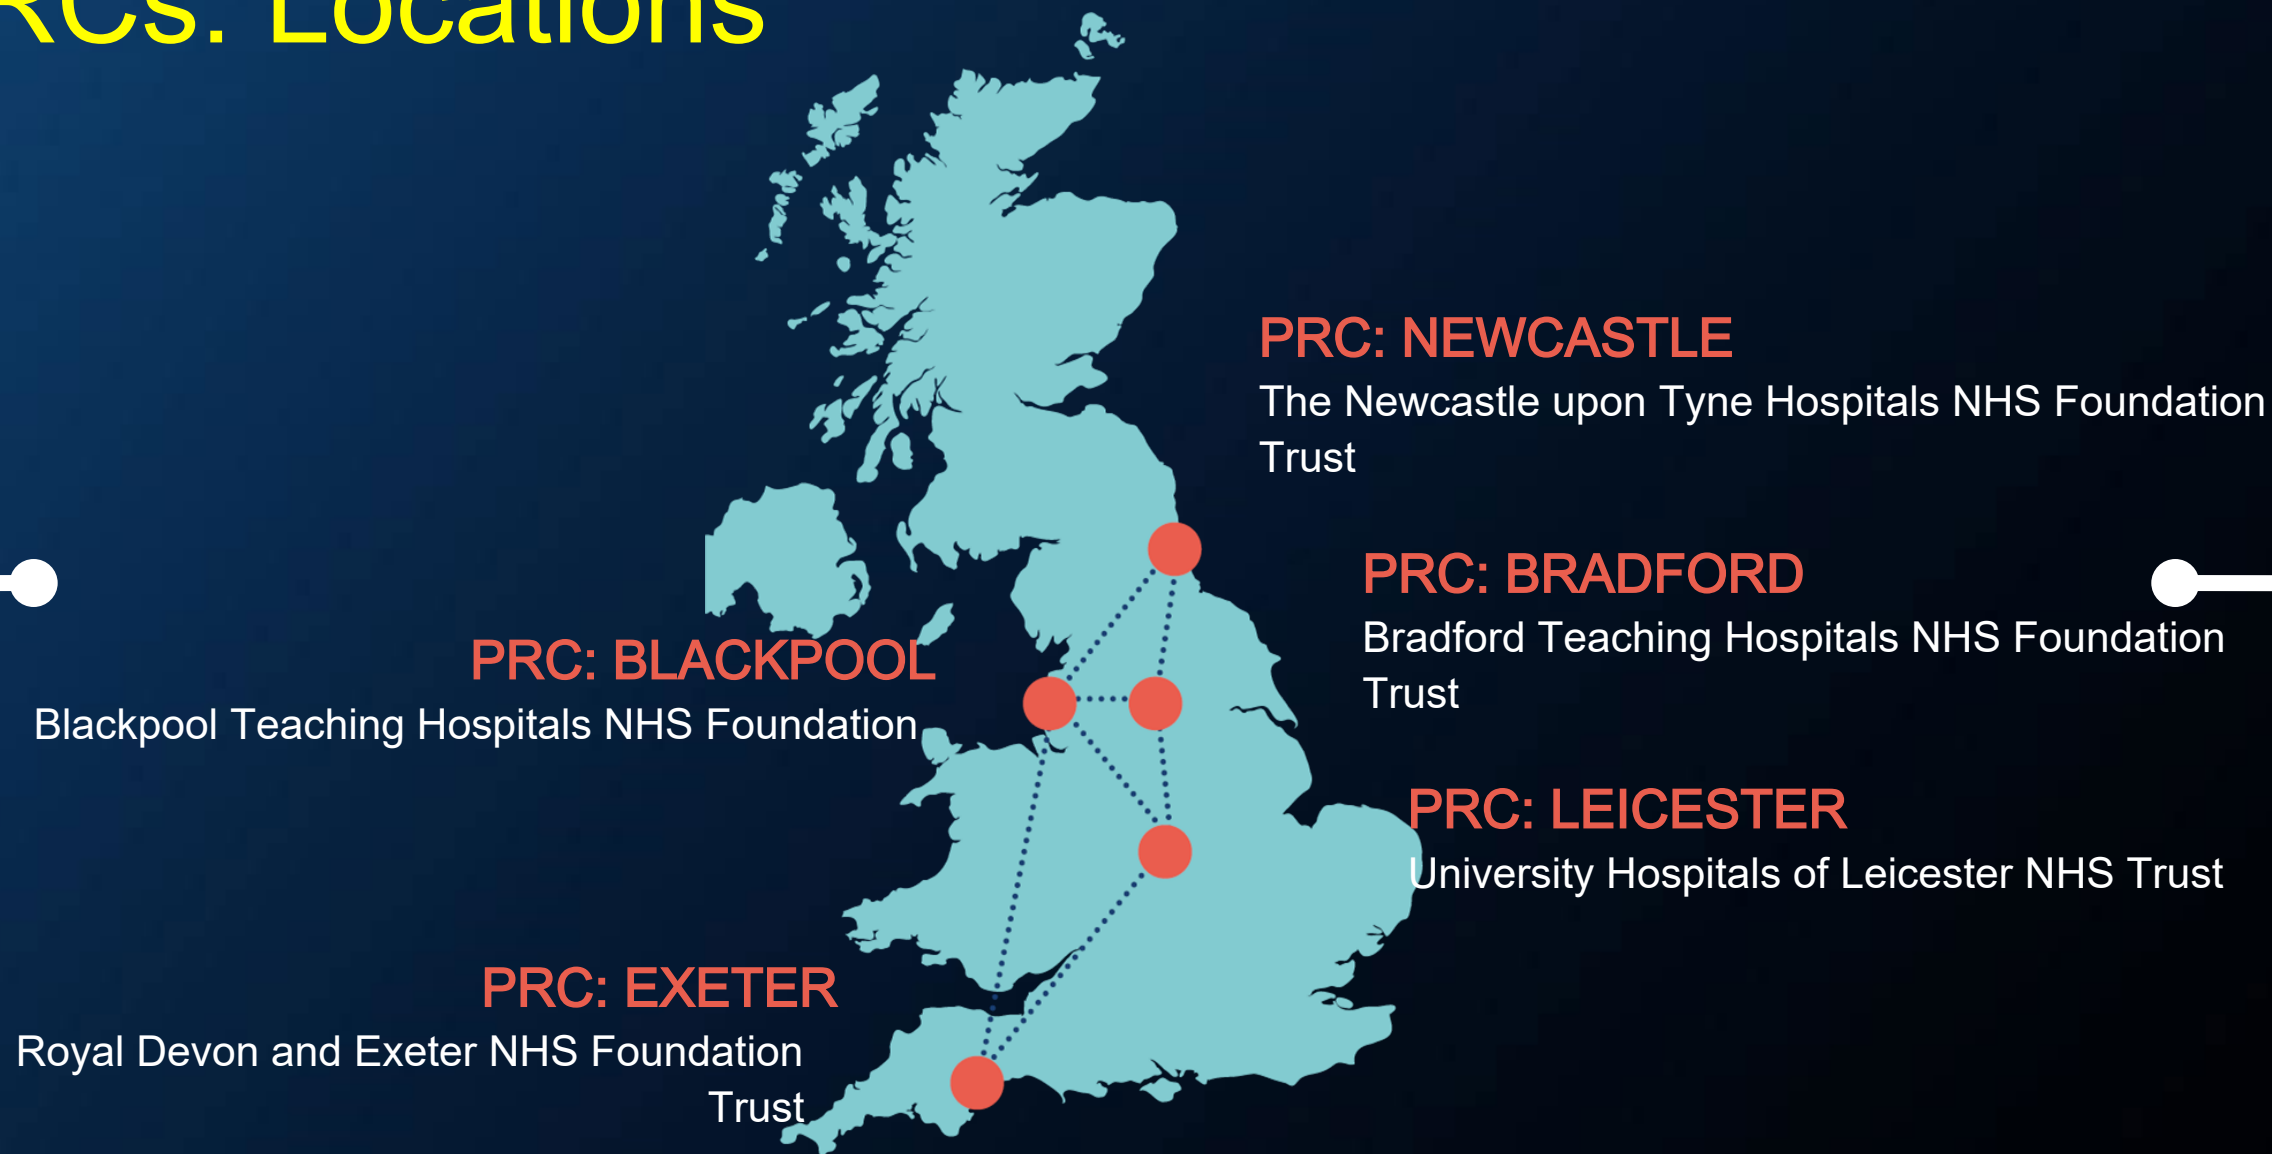 RCs: Locations
PRC: NEWCASTLE
The Newcastle upon Tyne Hospitals NHS Foundation
Trust
PRC: BRADFORD
Bradford Teaching Hospitals NHS Foundation
Trust
PRC: BLACKPOOL
Blackpool Teaching Hospitals NHS Foundation
PRC: LEICESTER
University Hospitals of Leicester NHS Trust
PRC: EXETER
Royal Devon and Exeter NHS Foundation
Trust